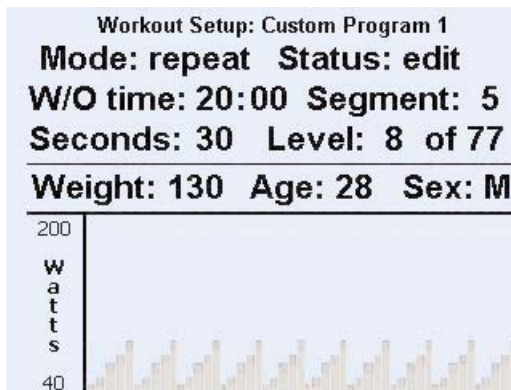 Workout Setup: Custom Program 1
Mode: repeat Status: edit
W/O time: 20:00 Segment: 5
Seconds: 30 Level: 8 of 77
Weight: 130 Age: 28 Sex: M
200
Watts
40